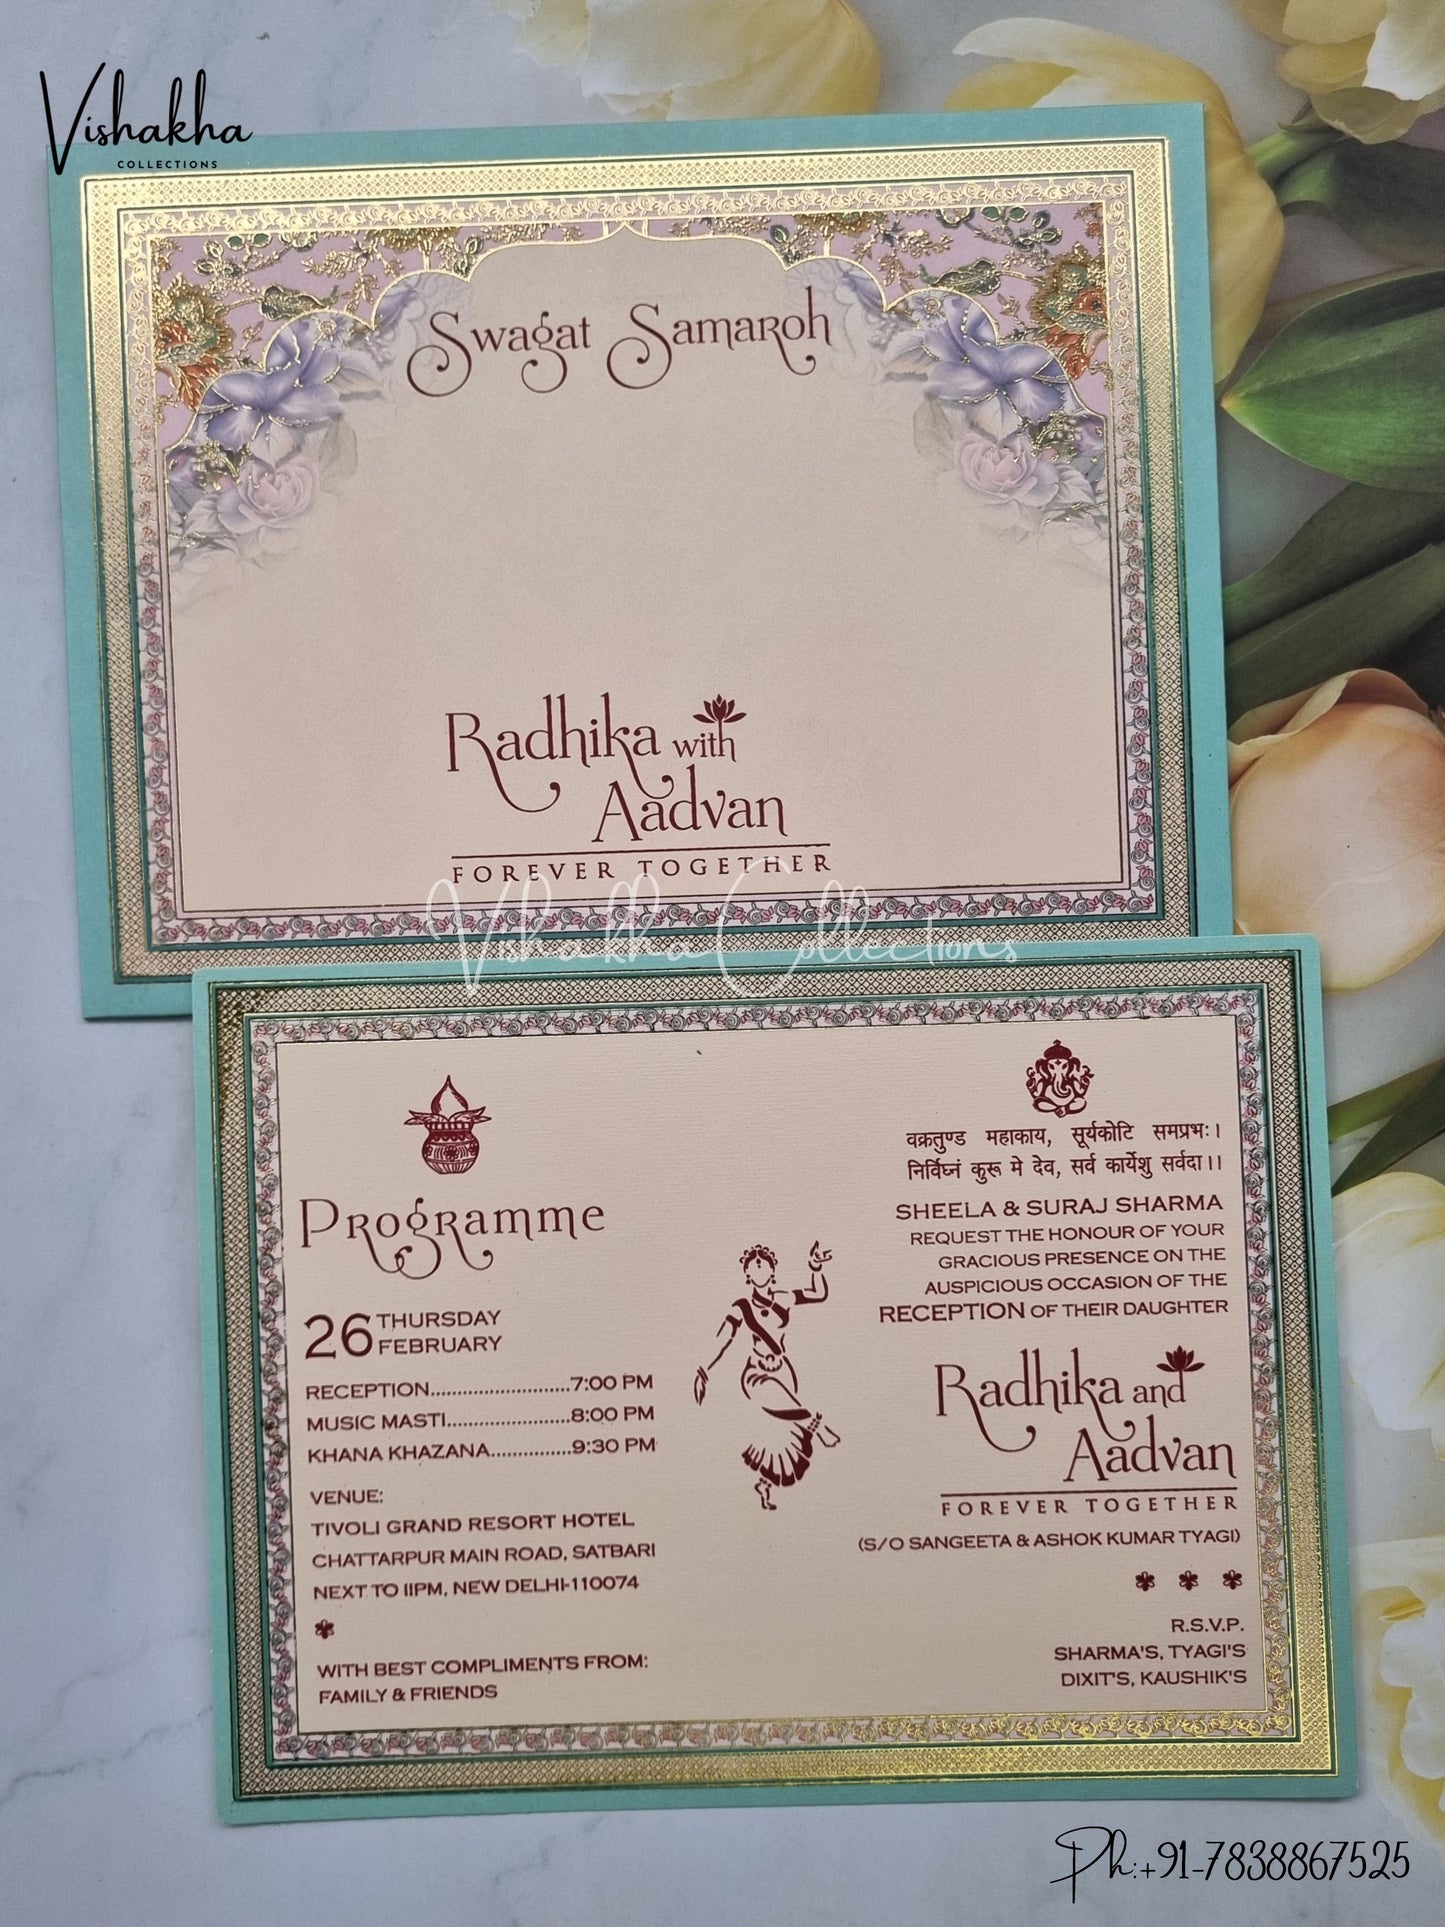 Vishakha
COLLECTIONS
Swagat Samaroh
Radhika with
Aadvan
FOREVER TOGETHER
Vishakha Collections
Programme
26 THURSDAY
FEBRUARY
RECEPTION..........................7:00 PM
MUSIC MASTI.......................8:00 PM
KHANA KHAZANA...............9:30 PM
VENUE:
TIVOLI GRAND RESORT HOTEL
CHATTARPUR MAIN ROAD, SATBARI
NEXT TO IIPM, NEW DELHI-110074
WITH BEST COMPLIMENTS FROM:
FAMILY & FRIENDS
वक्रतुण्ड महाकाय, सूर्यकोटि समप्रभः।
निर्विघ्नं कुरू मे देव, सर्व कार्येशु सर्वदा।।
SHEELA & SURAJ SHARMA
REQUEST THE HONOUR OF YOUR
GRACIOUS PRESENCE ON THE
AUSPICIOUS OCCASION OF THE
RECEPTION OF THEIR DAUGHTER
Radhika and
Aadvan
FOREVER TOGETHER
(S/O SANGEETA & ASHOK KUMAR TYAGI)
R.S.V.P.
SHARMA'S, TYAGI'S
DIXIT'S, KAUSHIK'S
Ph:+91-7838867525